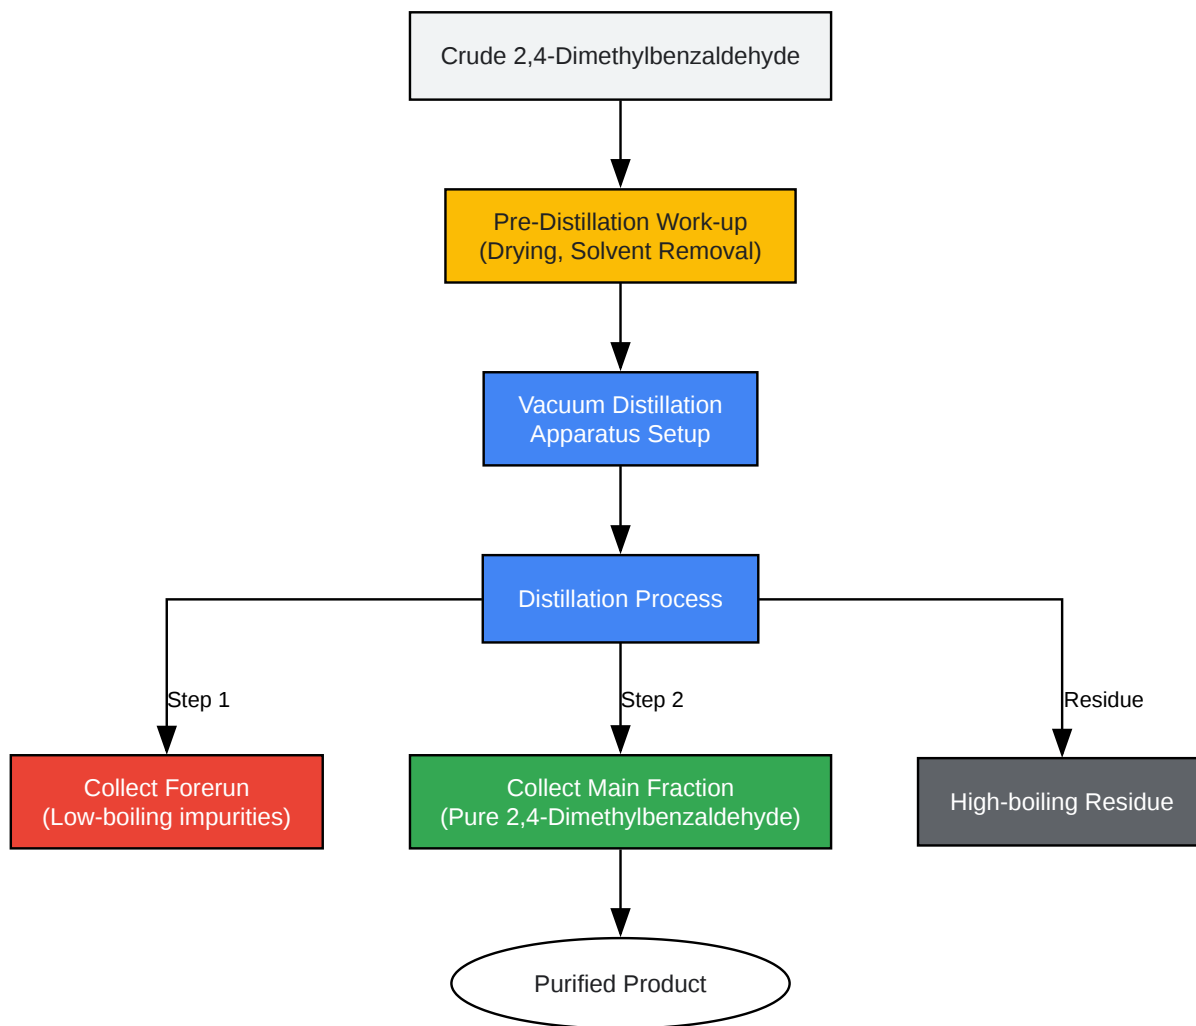 Crude 2,4-Dimethylbenzaldehyde
Pre-Distillation Work-up
(Drying, Solvent Removal)
Vacuum Distillation
Apparatus Setup
Distillation Process
Step 1
Step 2
Residue
Collect Forerun
(Low-boiling impurities)
Collect Main Fraction
(Pure 2,4-Dimethylbenzaldehyde)
High-boiling Residue
Purified Product